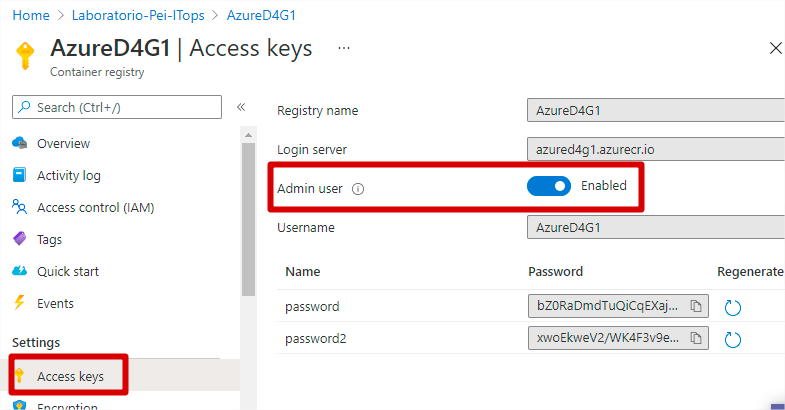 Home > Laboratorio-Pei-ITops > AzureD4G1
AzureD4G1 | Access keys ...
Container registry
Search (Ctrl+/)
«
Overview
Activity log
Access control (IAM)
Tags
Quick start
Events
Settings
Access keys
Encryption
Registry name AzureD4G1
Login server azured4g1.azurecr.io
Admin user Enabled
Username AzureD4G1
Name Password Regenerate
password bZ0RaDmdTuQiCqEXaj...
password2 xwoEkweV2/WK4F3v9e...